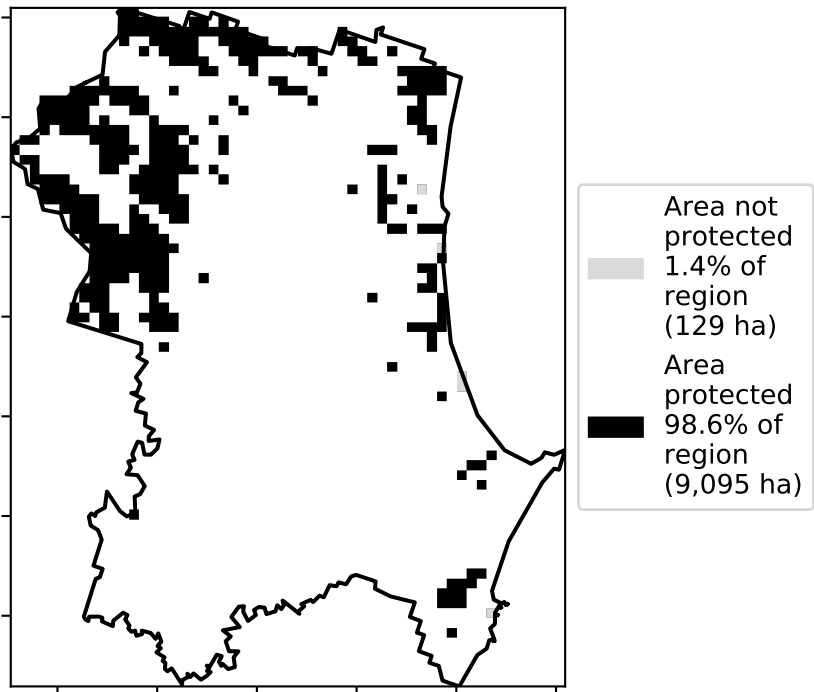 Area not
protected
1.4% of
region
(129 ha)
Area
protected
98.6% of
region
(9,095 ha)